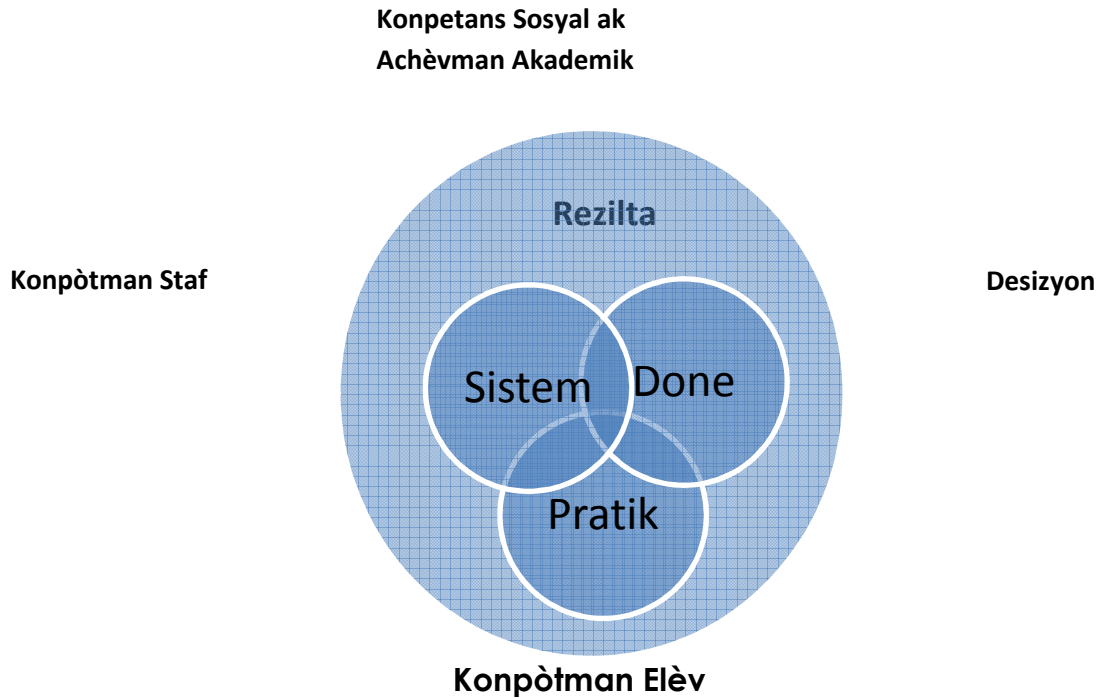 Konpetans Sosyal ak
Achèvman Akademik
Rezilta
Konpòtman Staf
Desizyon
Sistem
Done
Pratik
Konpòtman Elèv